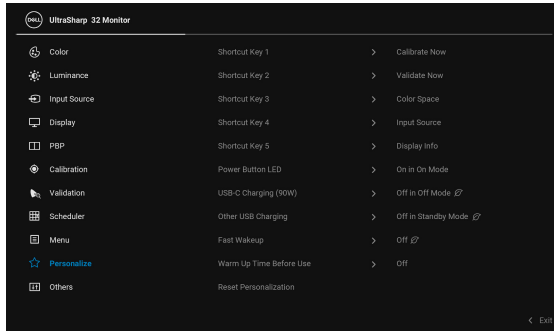 DELL UltraSharp 32 Monitor
Color Shortcut Key 1 > Calibrate Now
Luminance Shortcut Key 2 > Validate Now
Input Source Shortcut Key 3 > Color Space
Display Shortcut Key 4 > Input Source
PBP Shortcut Key 5 > Display Info
Calibration Power Button LED > On in On Mode
Validation USB-C Charging (90W) > Off in Off Mode
Scheduler Other USB Charging > Off in Standby Mode
Menu Fast Wakeup > Off
Personalize Warm Up Time Before Use > Off
Others Reset Personalization
< Exit